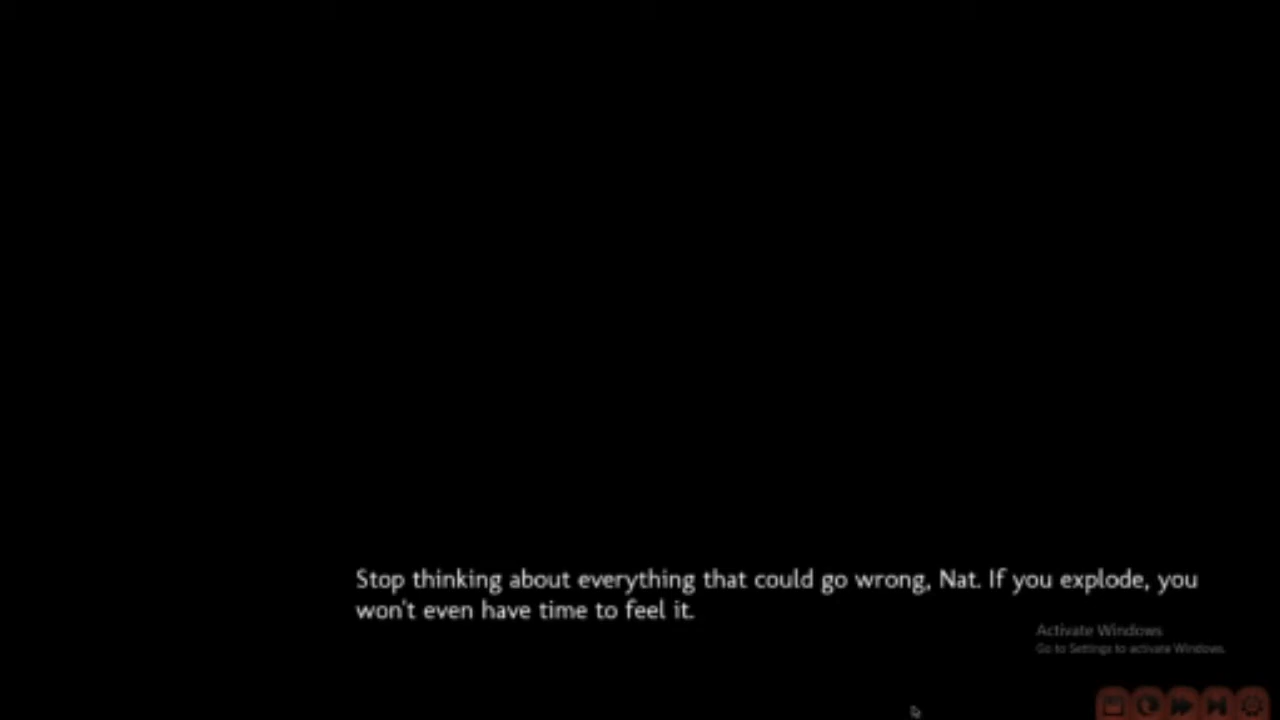 Stop thinking about everything that could go wrong, Nat. If you explode, you
won't even have time to feel it.
Activate Windows
Go to Settings to activate Windows.